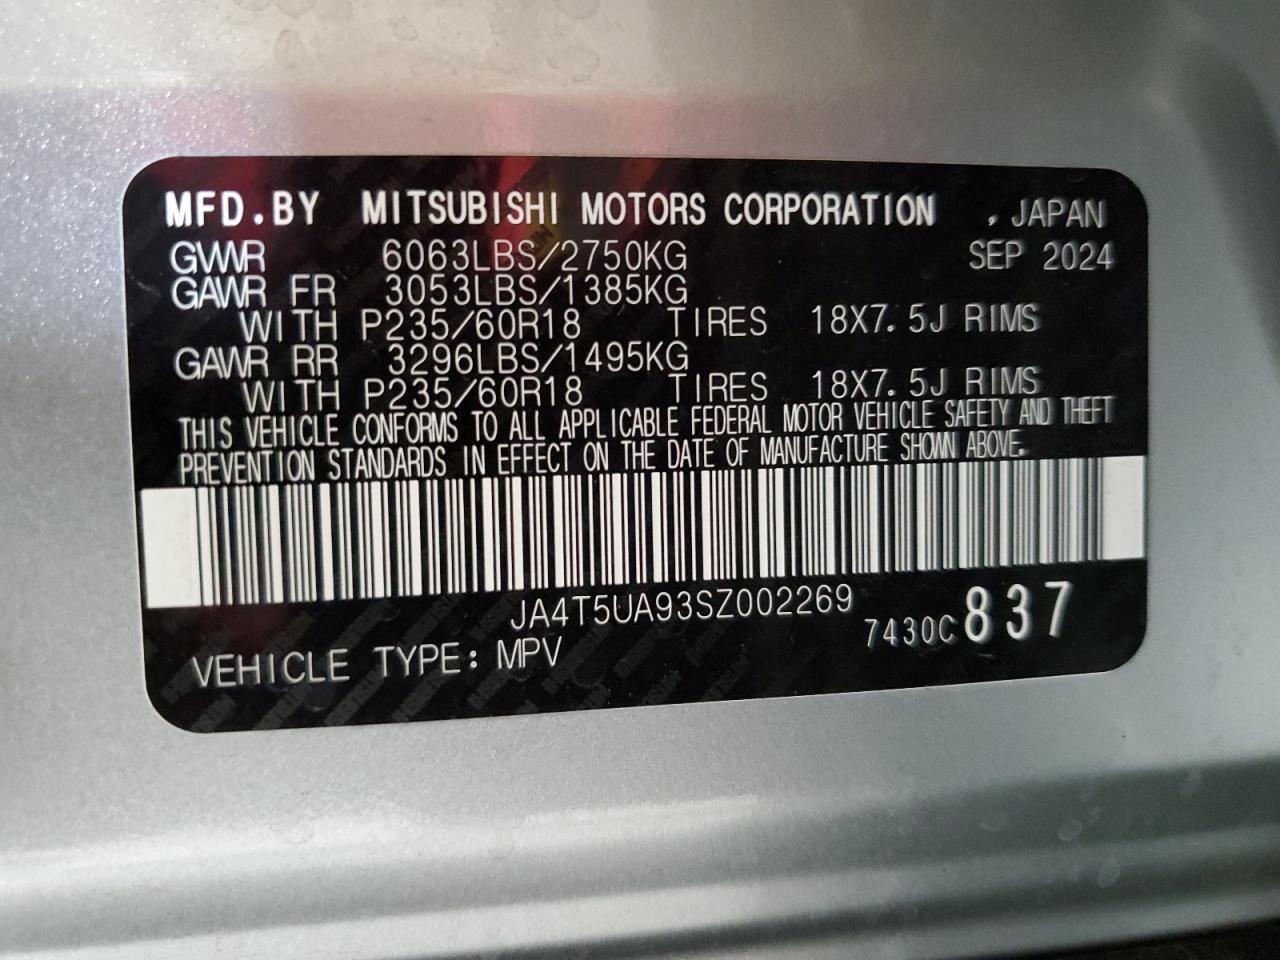 MFD.BY MITSUBISHI MOTORS CORPORATION , JAPAN
GVWR 6063LBS/2750KG SEP 2024
GAWR FR 3053LBS/1385KG
WITH P235/60R18 TIRES 18X7.5J RIMS
GAWR RR 3296LBS/1495KG
WITH P235/60R18 TIRES 18X7.5J RIMS
THIS VEHICLE CONFORMS TO ALL APPLICABLE FEDERAL MOTOR VEHICLE SAFETY AND THEFT
PREVENTION STANDARDS IN EFFECT ON THE DATE OF MANUFACTURE SHOWN ABOVE.
JA4T5UA93SZ002269
7430C 837
VEHICLE TYPE: MPV